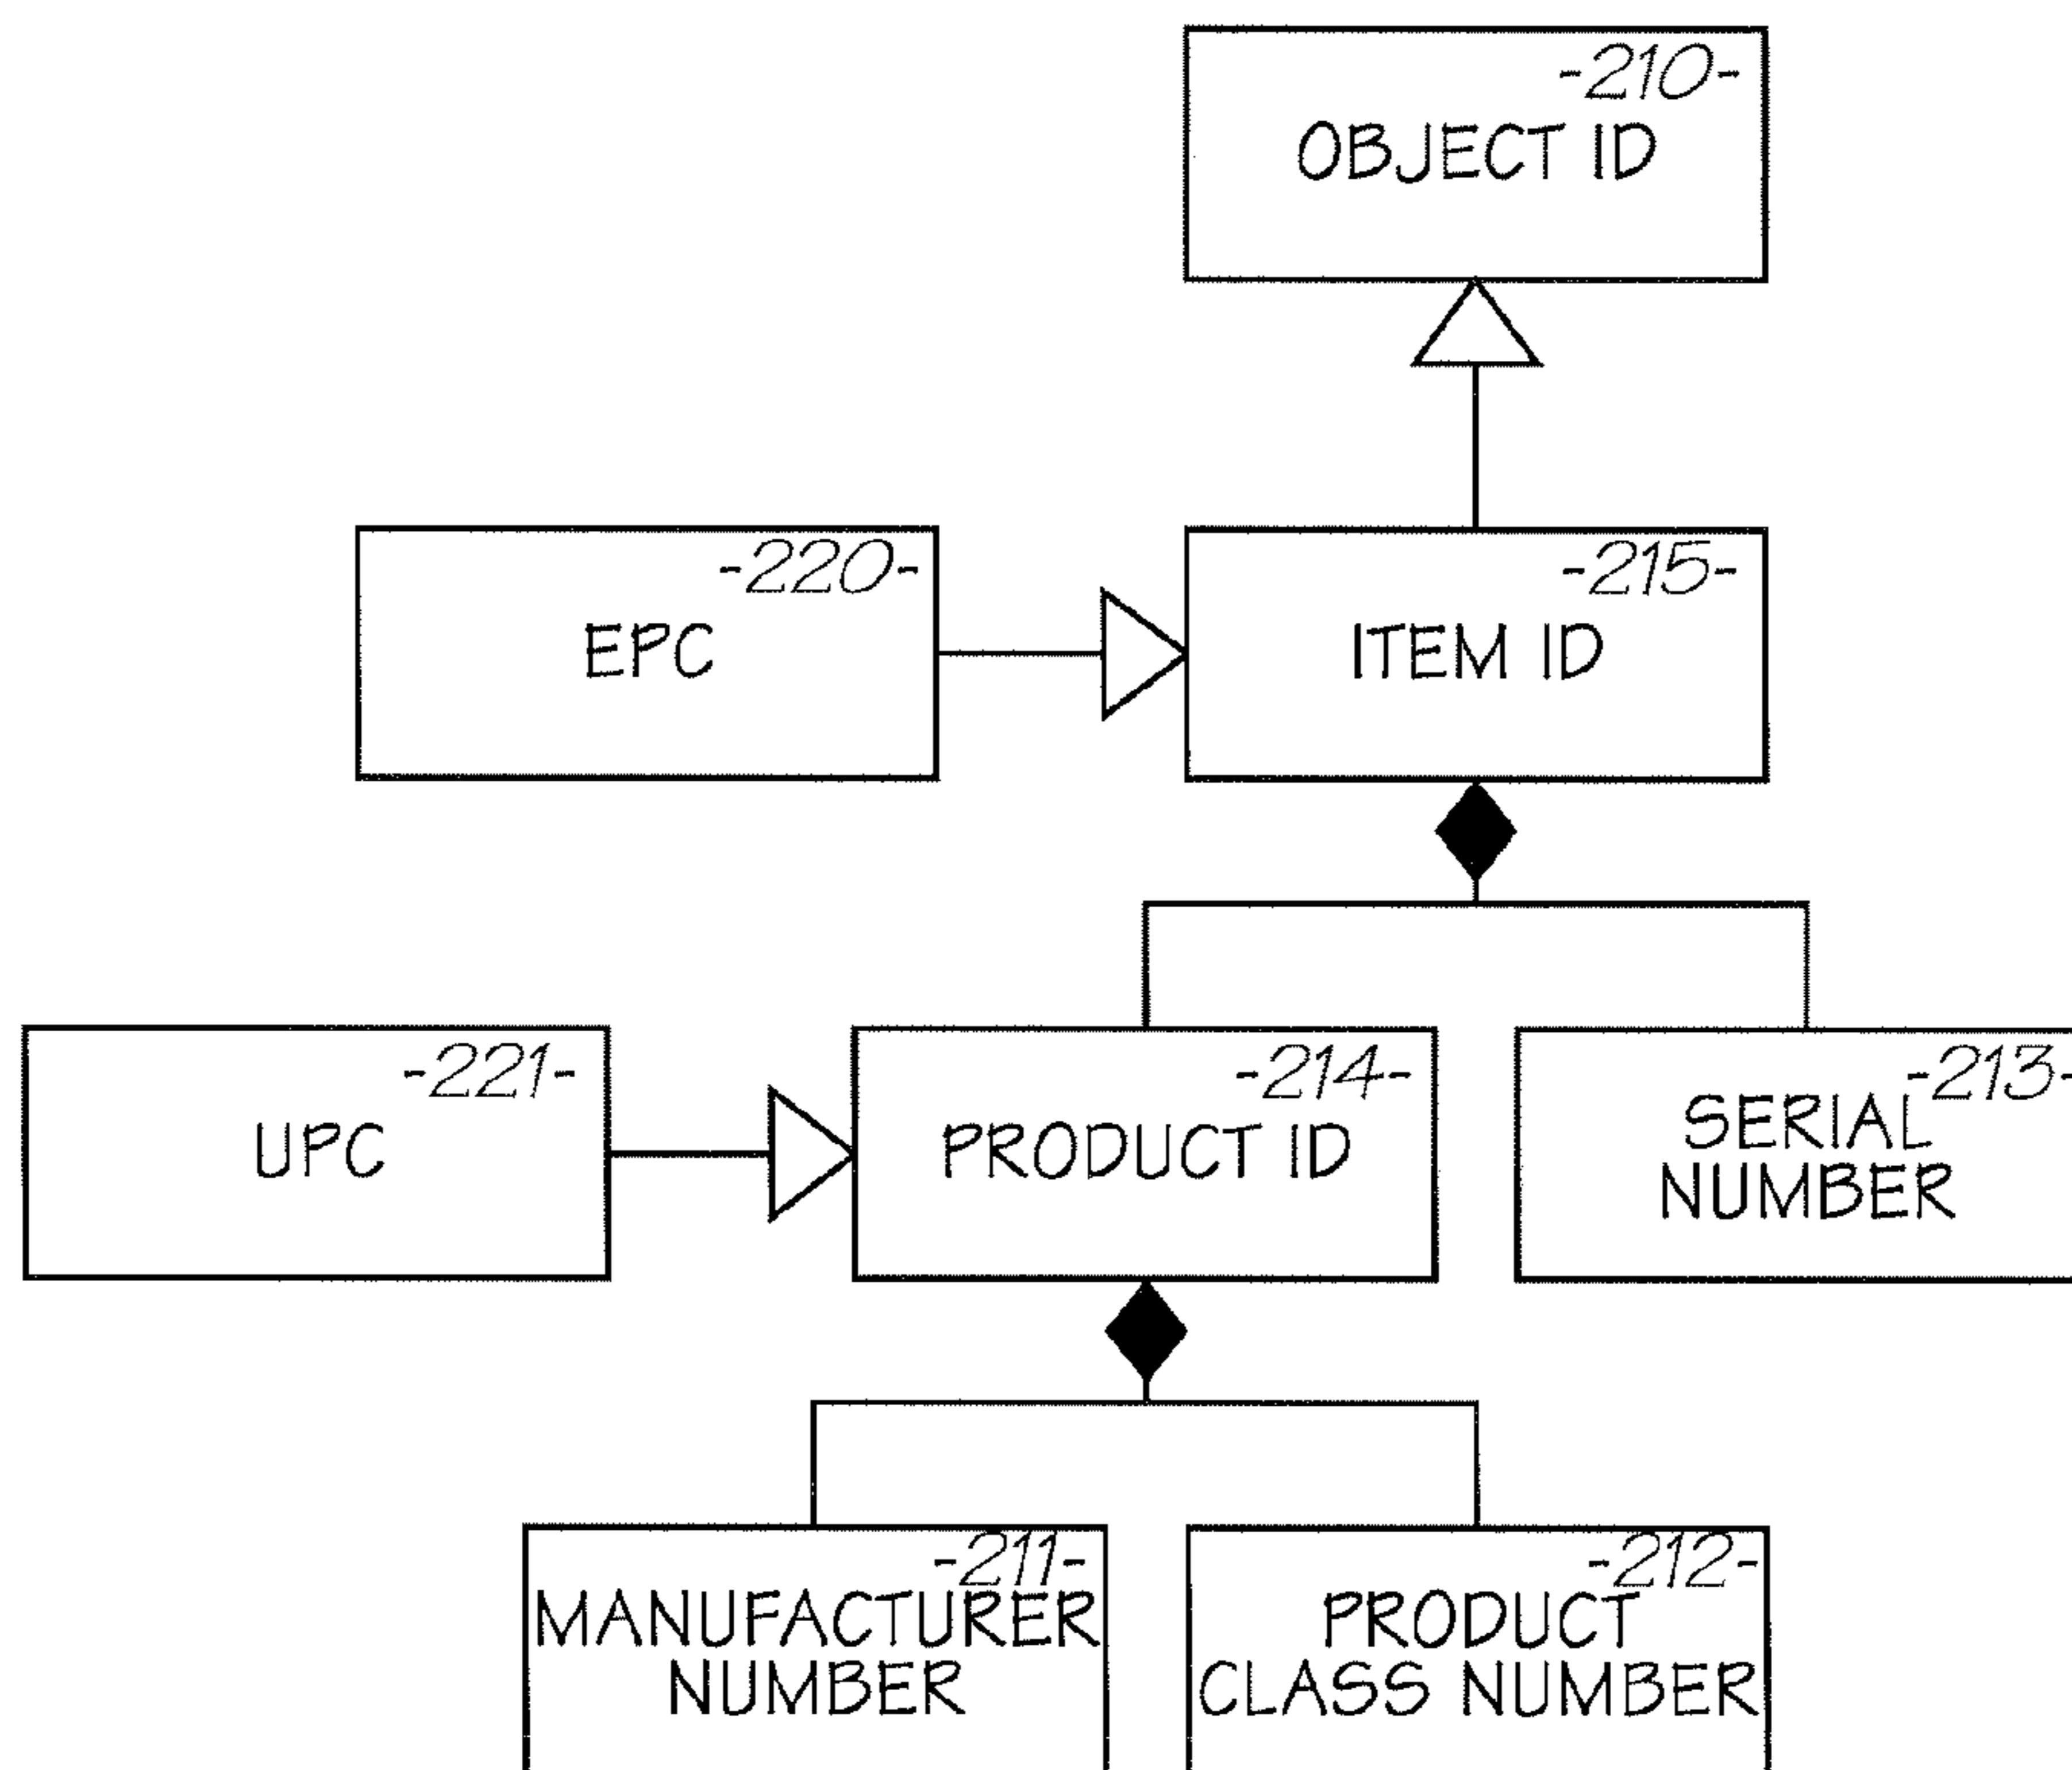 -210-
OBJECT ID
-220-
EPC
-215-
ITEM ID
-221-
UPC
-214-
PRODUCT ID
-213-
SERIAL
NUMBER
-211-
MANUFACTURER
NUMBER
-212-
PRODUCT
CLASS NUMBER